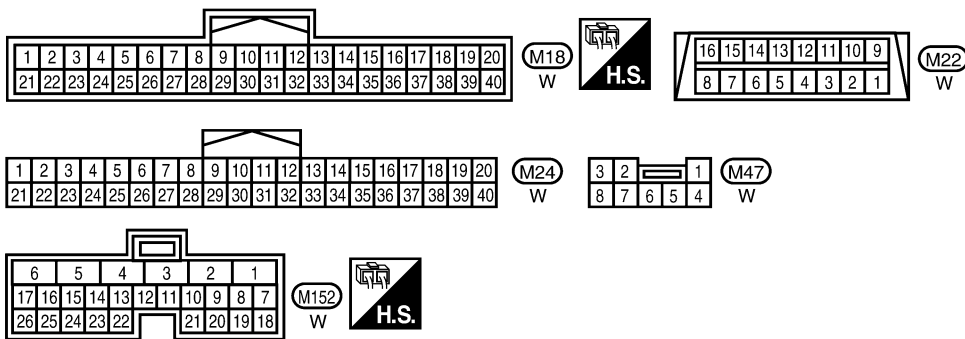 1 2 3 4 5 6 7 8 9 10 11 12 13 14 15 16 17 18 19 20
21 22 23 24 25 26 27 28 29 30 31 32 33 34 35 36 37 38 39 40
M18
W
H.S.
16 15 14 13 12 11 10 9
8 7 6 5 4 3 2 1
M22
W
1 2 3 4 5 6 7 8 9 10 11 12 13 14 15 16 17 18 19 20
21 22 23 24 25 26 27 28 29 30 31 32 33 34 35 36 37 38 39 40
M24
W
3 2 1
8 7 6 5 4
M47
W
6 5 4 3 2 1
17 16 15 14 13 12 11 10 9 8 7
26 25 24 23 22 21 20 19 18
M152
W
H.S.